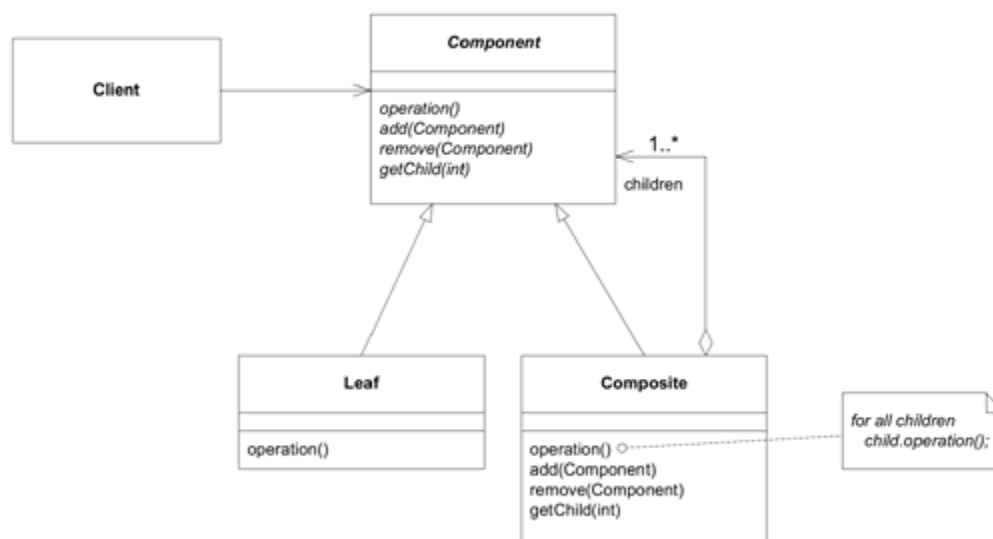 Client
Component
operation()
add(Component)
remove(Component)
getChild(int)
1..*
children
Leaf
operation()
Composite
operation()
add(Component)
remove(Component)
getChild(int)
for all children
child.operation();